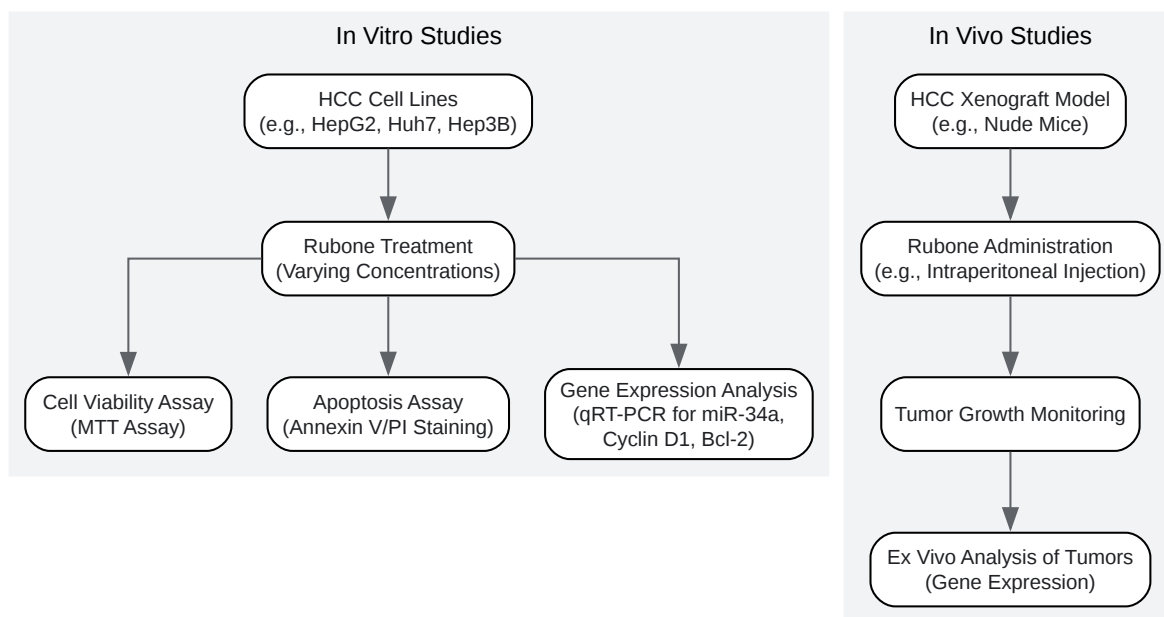 In Vitro Studies
HCC Cell Lines
(e.g., HepG2, Huh7, Hep3B)
Rubone Treatment
(Varying Concentrations)
Cell Viability Assay
(MTT Assay)
Apoptosis Assay
(Annexin V/PI Staining)
Gene Expression Analysis
(qRT-PCR for miR-34a,
Cyclin D1, Bcl-2)
In Vivo Studies
HCC Xenograft Model
(e.g., Nude Mice)
Rubone Administration
(e.g., Intraperitoneal Injection)
Tumor Growth Monitoring
Ex Vivo Analysis of Tumors
(Gene Expression)